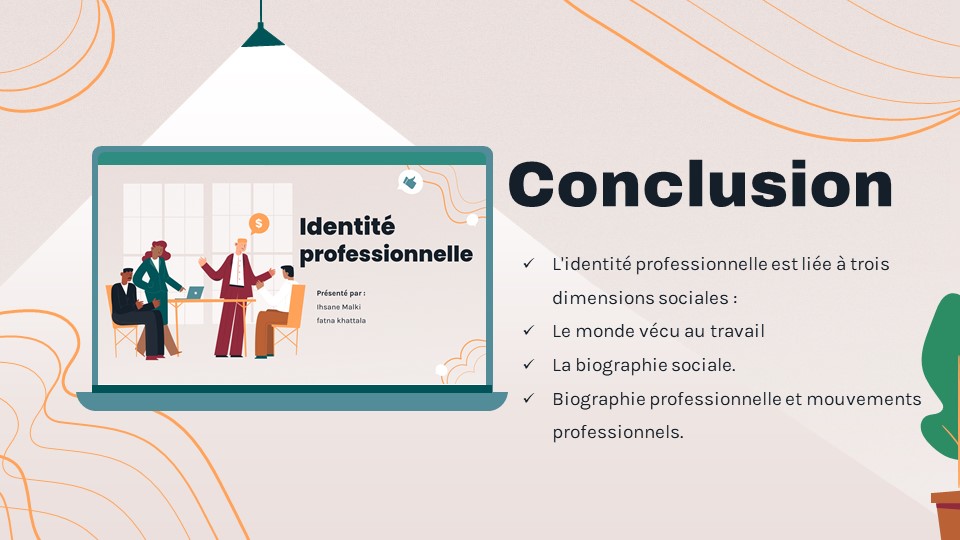 Conclusion
$
Identité
professionnelle
Présenté par :
Ihsane Malki
fatna khattala
✓ L'identité professionnelle est liée à trois
dimensions sociales :
✓ Le monde vécu au travail
✓ La biographie sociale.
✓ Biographie professionnelle et mouvements
professionnels.